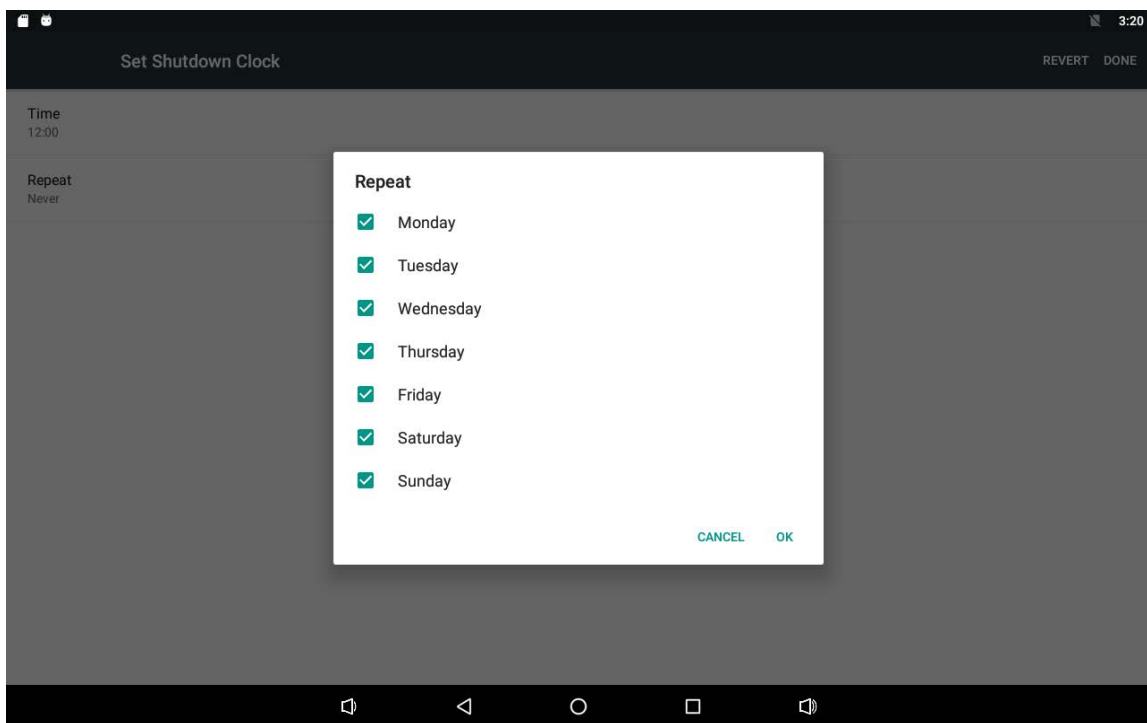 3:20
Set Shutdown Clock
REVERT DONE
Time
12:00
Repeat
Never
Repeat
Monday
Tuesday
Wednesday
Thursday
Friday
Saturday
Sunday
CANCEL OK